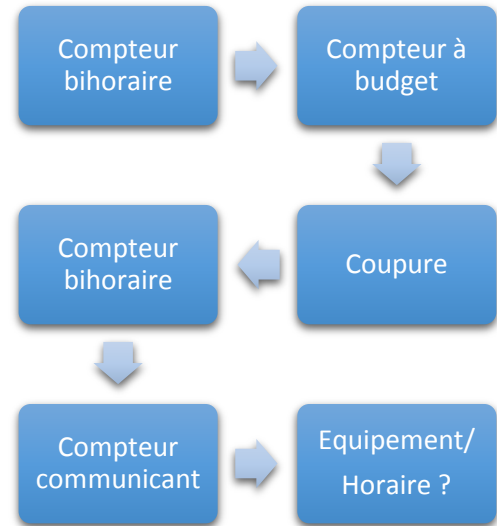 Compteur
bihoraire
Compteur à
budget
Compteur
bihoraire
Coupure
Compteur
communicant
Equipement/
Horaire ?